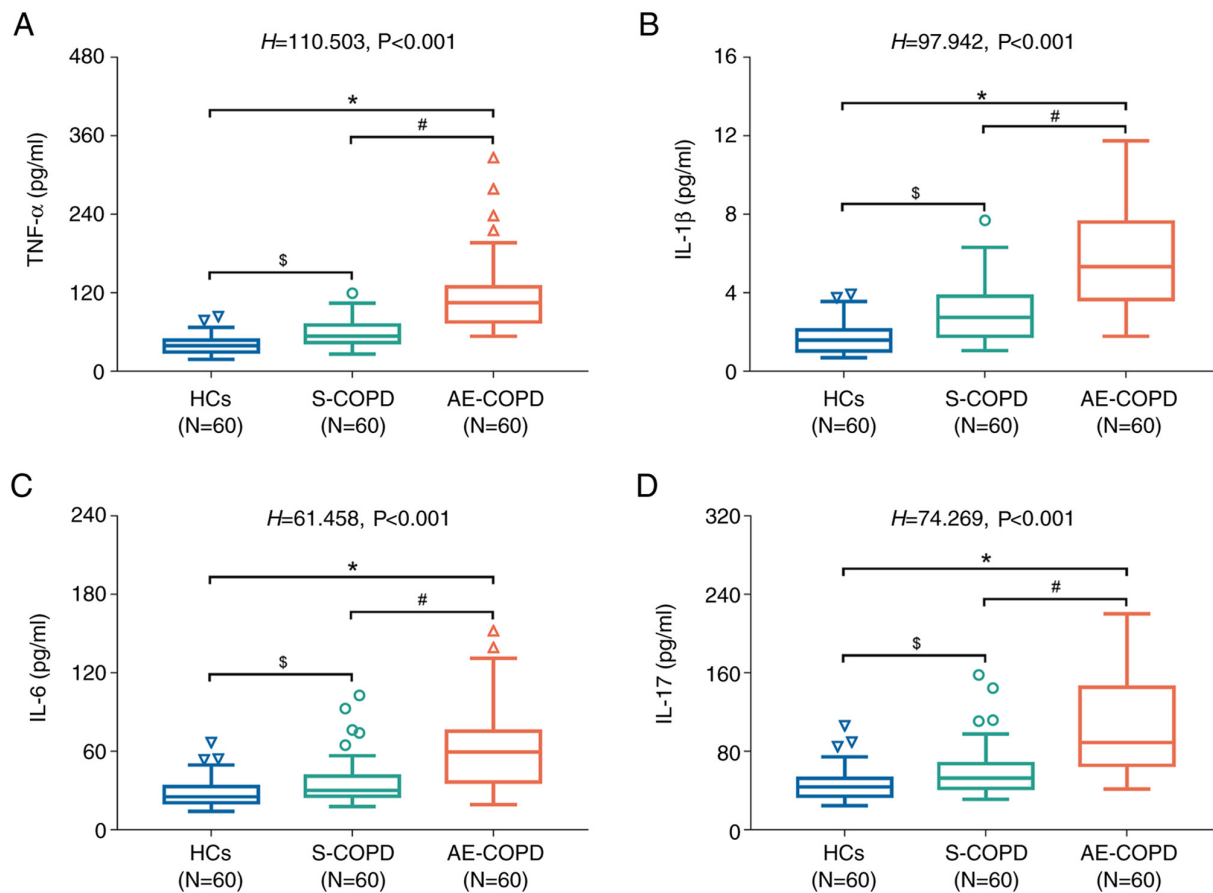 A
H=110.503, P<0.001
480
360
240
120
0
TNF-α (pg/ml)
*
#
$
HCs
(N=60)
S-COPD
(N=60)
AE-COPD
(N=60)
B
H=97.942, P<0.001
16
12
8
4
0
IL-1β (pg/ml)
*
#
$
HCs
(N=60)
S-COPD
(N=60)
AE-COPD
(N=60)
C
H=61.458, P<0.001
240
180
120
60
0
IL-6 (pg/ml)
*
#
$
HCs
(N=60)
S-COPD
(N=60)
AE-COPD
(N=60)
D
H=74.269, P<0.001
320
240
160
80
0
IL-17 (pg/ml)
*
#
$
HCs
(N=60)
S-COPD
(N=60)
AE-COPD
(N=60)